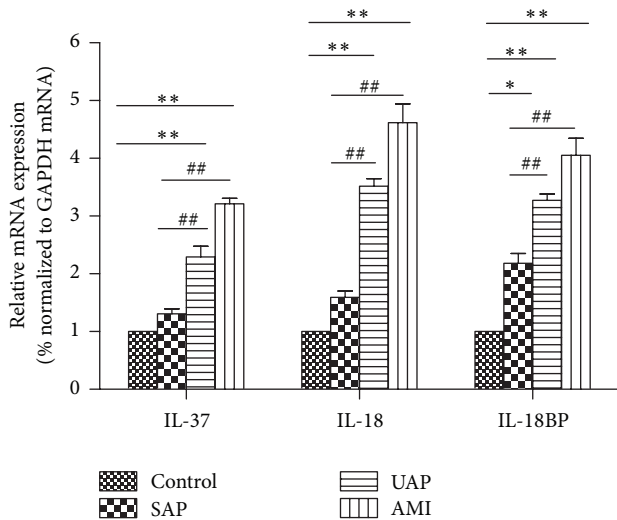 Relative mRNA expression
(% normalized to GAPDH mRNA)
6
5
4
3
2
1
0
**
**
##
##
**
**
##
##
**
**
*
##
##
IL-37
IL-18
IL-18BP
Control
SAP
UAP
AMI